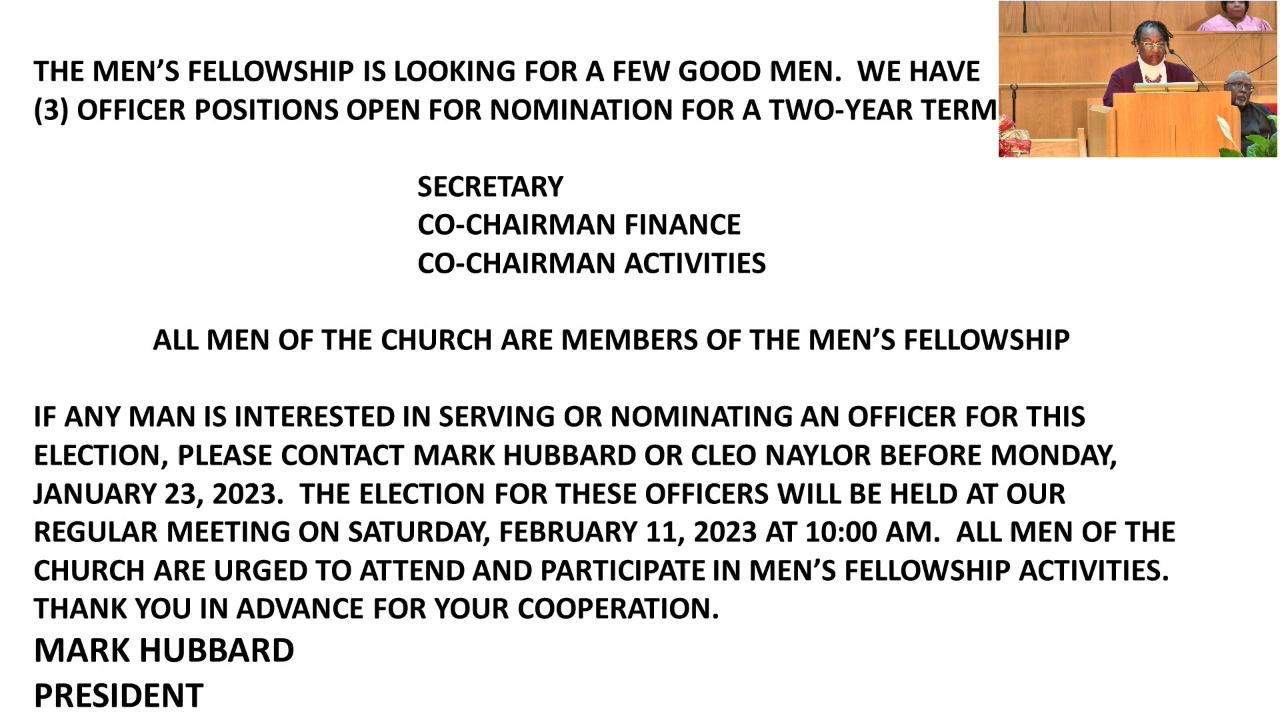 THE MEN’S FELLOWSHIP IS LOOKING FOR A FEW GOOD MEN.  WE HAVE
(3) OFFICER POSITIONS OPEN FOR NOMINATION FOR A TWO-YEAR TERM
SECRETARY
CO-CHAIRMAN FINANCE
CO-CHAIRMAN ACTIVITIES
ALL MEN OF THE CHURCH ARE MEMBERS OF THE MEN’S FELLOWSHIP
IF ANY MAN IS INTERESTED IN SERVING OR NOMINATING AN OFFICER FOR THIS
ELECTION, PLEASE CONTACT MARK HUBBARD OR CLEO NAYLOR BEFORE MONDAY,
JANUARY 23, 2023.  THE ELECTION FOR THESE OFFICERS WILL BE HELD AT OUR
REGULAR MEETING ON SATURDAY, FEBRUARY 11, 2023 AT 10:00 AM.  ALL MEN OF THE
CHURCH ARE URGED TO ATTEND AND PARTICIPATE IN MEN’S FELLOWSHIP ACTIVITIES.
THANK YOU IN ADVANCE FOR YOUR COOPERATION.
MARK HUBBARD
PRESIDENT